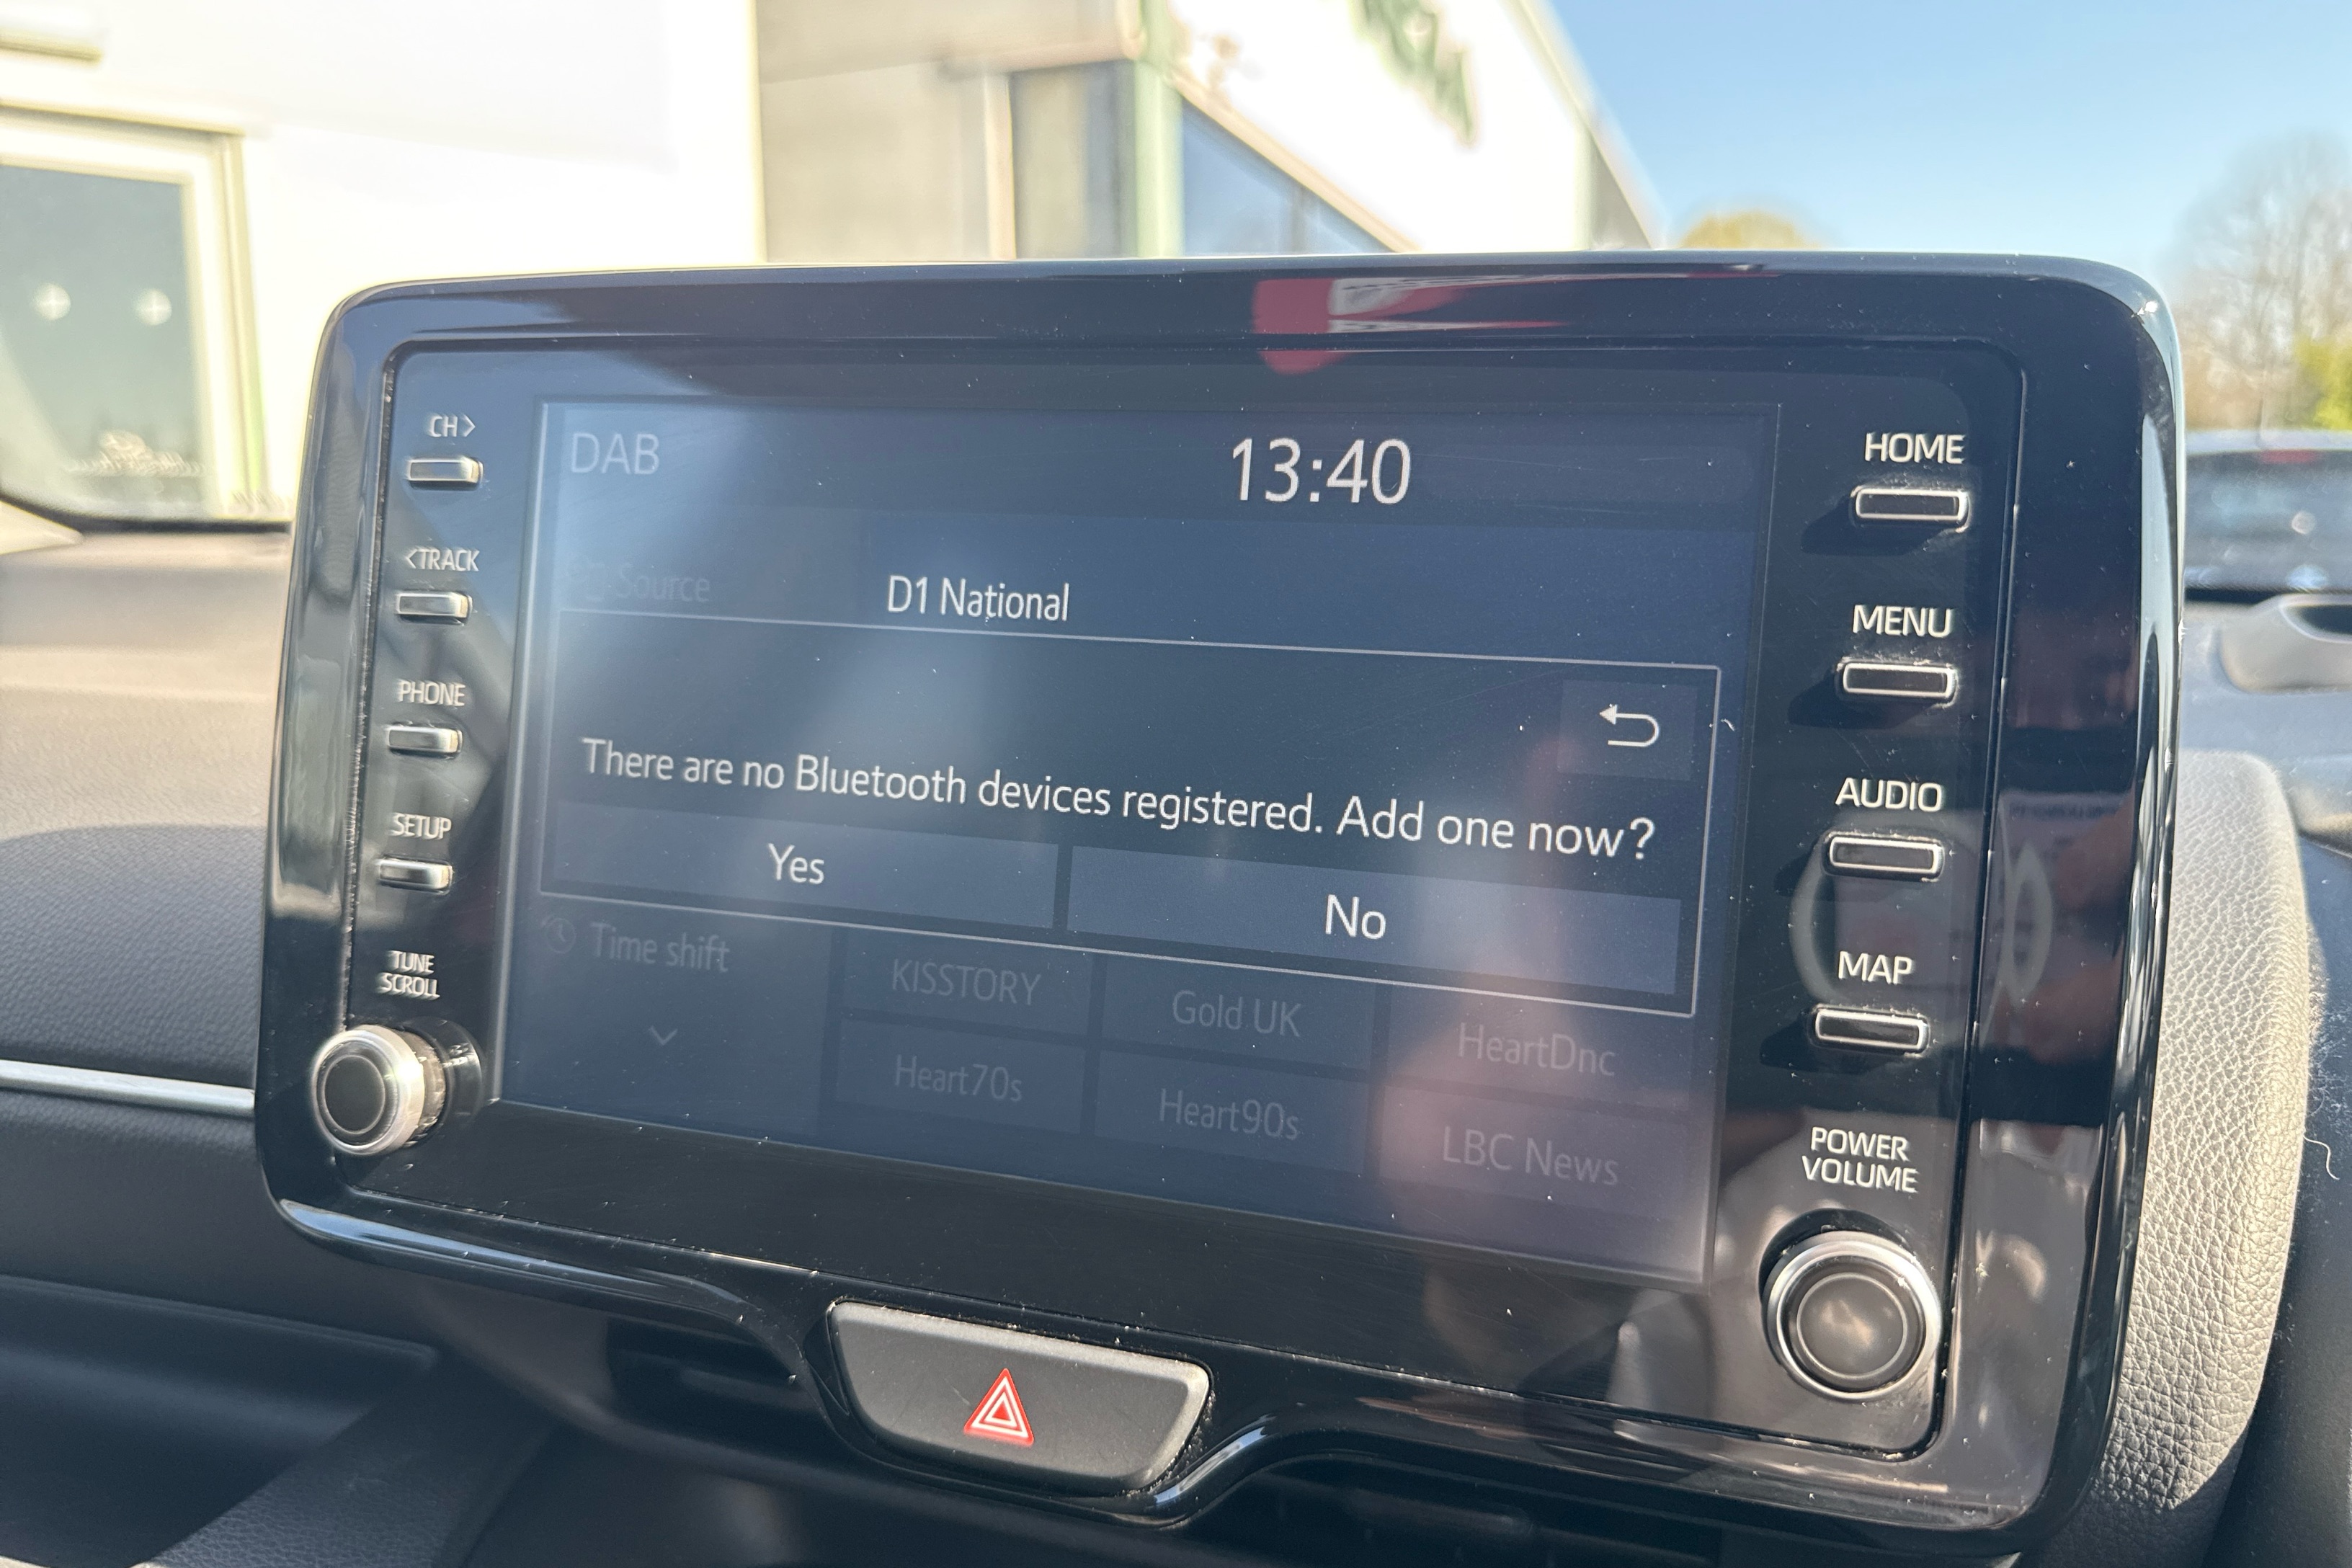 CH>
<TRACK
PHONE
SETUP
TUNE
SCROLL
DAB
13:40
Source
D1 National
There are no Bluetooth devices registered. Add one now?
Yes
No
Time shift
KISSTORY
Gold UK
HeartDnc
Heart70s
Heart90s
LBC News
HOME
MENU
AUDIO
MAP
POWER
VOLUME